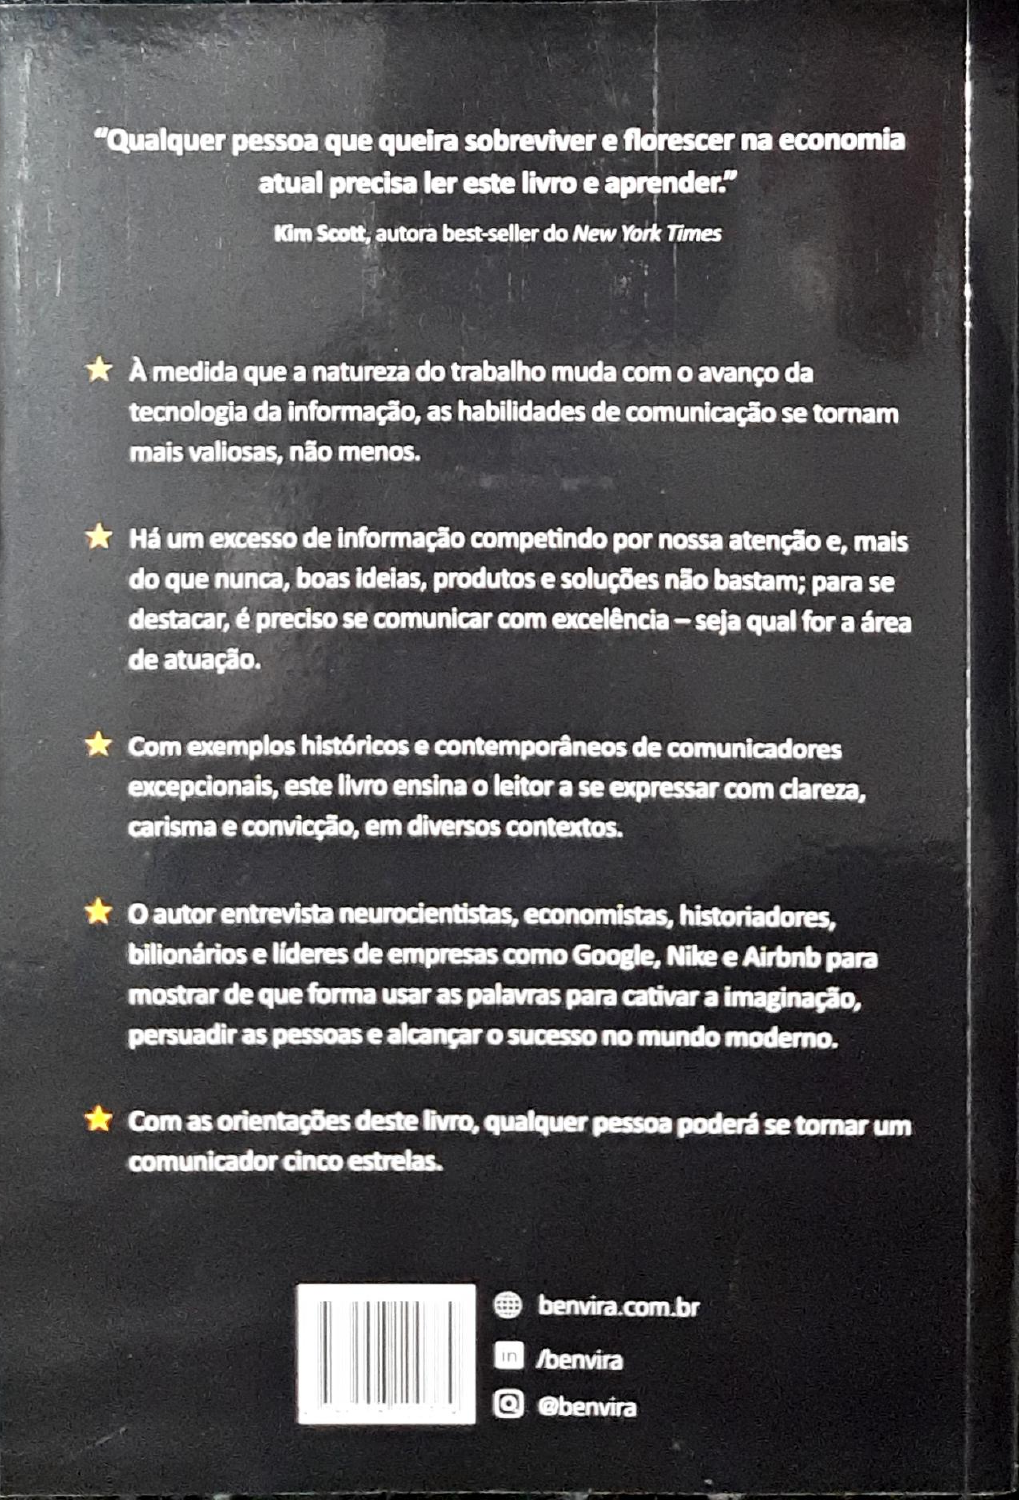 “Qualquer pessoa que queira sobreviver e florescer na economia
atual precisa ler este livro e aprender.”
Kim Scott, autora best-seller do New York Times
À medida que a natureza do trabalho muda com o avanço da
tecnologia da informação, as habilidades de comunicação se tornam
mais valiosas, não menos.
Há um excesso de informação competindo por nossa atenção e, mais
do que nunca, boas ideias, produtos e soluções não bastam; para se
destacar, é preciso se comunicar com excelência – seja qual for a área
de atuação.
Com exemplos históricos e contemporâneos de comunicadores
excepcionais, este livro ensina o leitor a se expressar com clareza,
carisma e convicção, em diversos contextos.
O autor entrevista neurocientistas, economistas, historiadores,
bilionários e líderes de empresas como Google, Nike e Airbnb para
mostrar de que forma usar as palavras para cativar a imaginação,
persuadir as pessoas e alcançar o sucesso no mundo moderno.
Com as orientações deste livro, qualquer pessoa poderá se tornar um
comunicador cinco estrelas.
benvira.com.br
in /benvira
@benvira